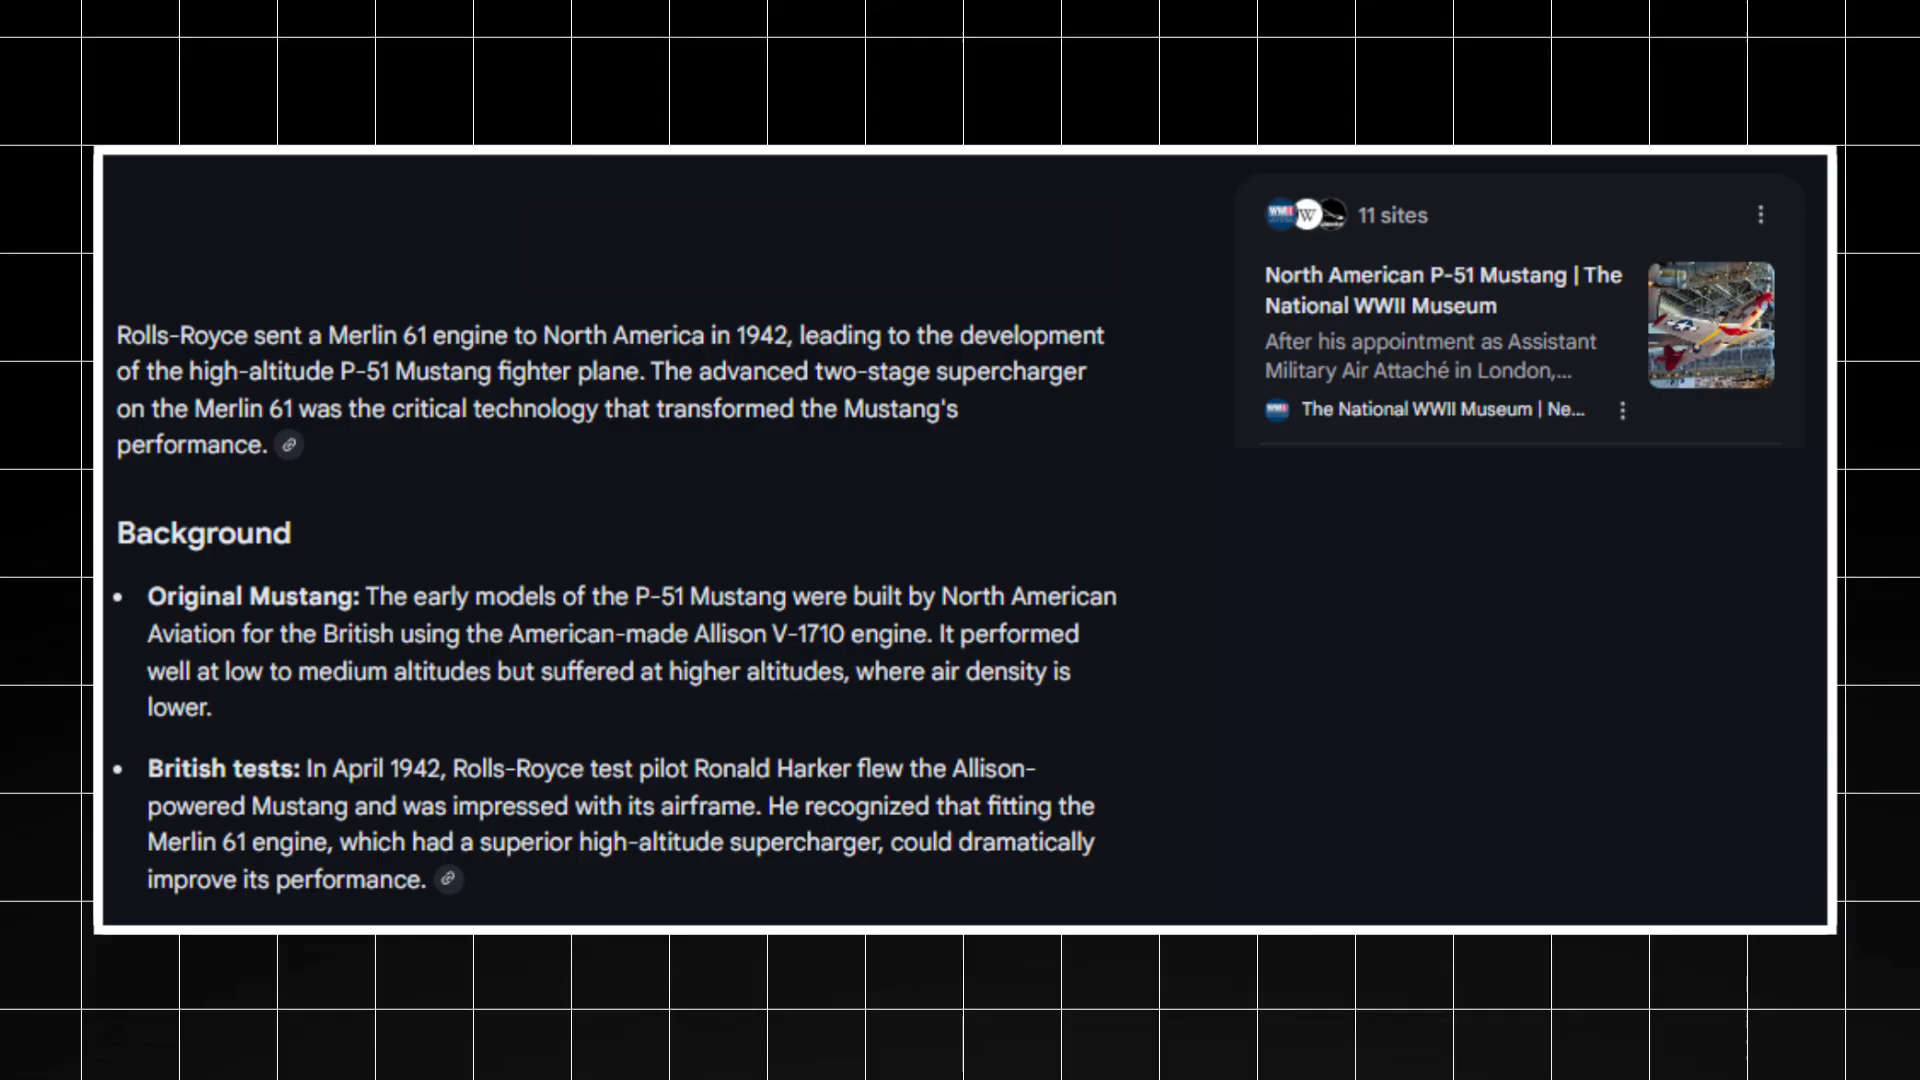 Rolls-Royce sent a Merlin 61 engine to North America in 1942, leading to the development
of the high-altitude P-51 Mustang fighter plane. The advanced two-stage supercharger
on the Merlin 61 was the critical technology that transformed the Mustang's
performance.
Background
• Original Mustang: The early models of the P-51 Mustang were built by North American
Aviation for the British using the American-made Allison V-1710 engine. It performed
well at low to medium altitudes but suffered at higher altitudes, where air density is
lower.
• British tests: In April 1942, Rolls-Royce test pilot Ronald Harker flew the Allison-
powered Mustang and was impressed with its airframe. He recognized that fitting the
Merlin 61 engine, which had a superior high-altitude supercharger, could dramatically
improve its performance.
WWII W 11 sites
North American P-51 Mustang | The
National WWII Museum
After his appointment as Assistant
Military Air Attaché in London,...
The National WWII Museum | Ne...